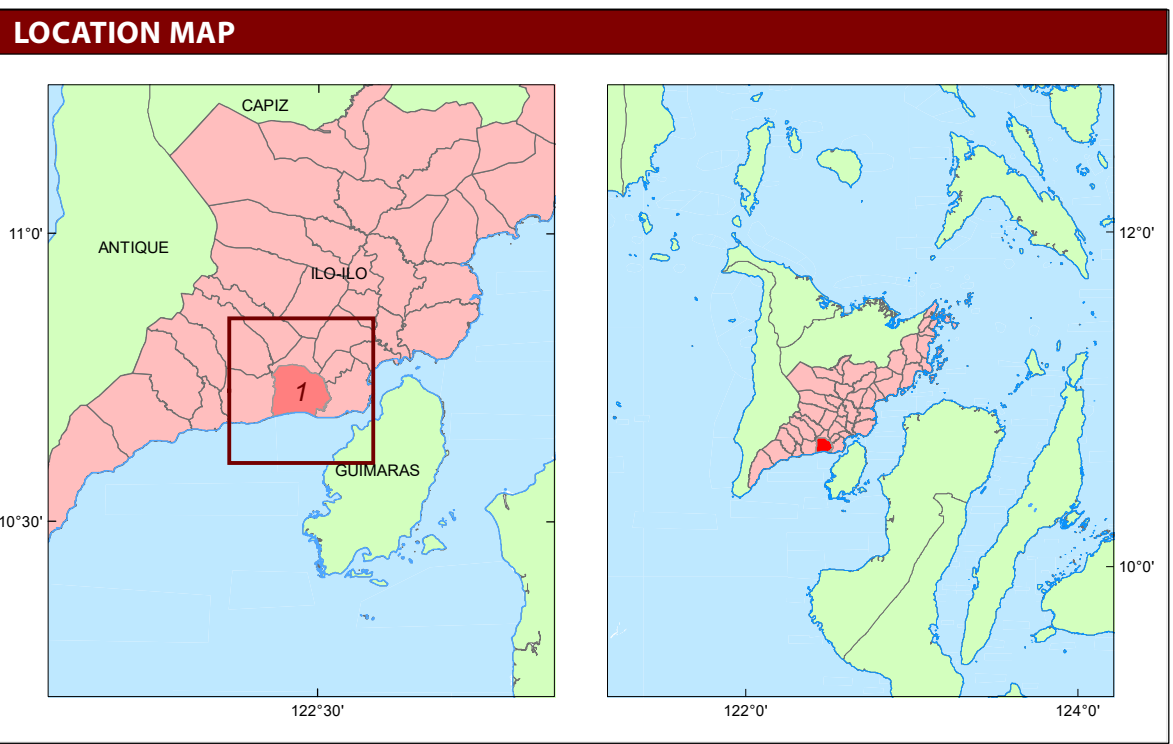 LOCATION MAP
CAPIZ
11°0'
ANTIQUE
ILO-ILO
1
GUIMARAS
10°30'
122°30'
12°0'
10°0'
122°0'
124°0'